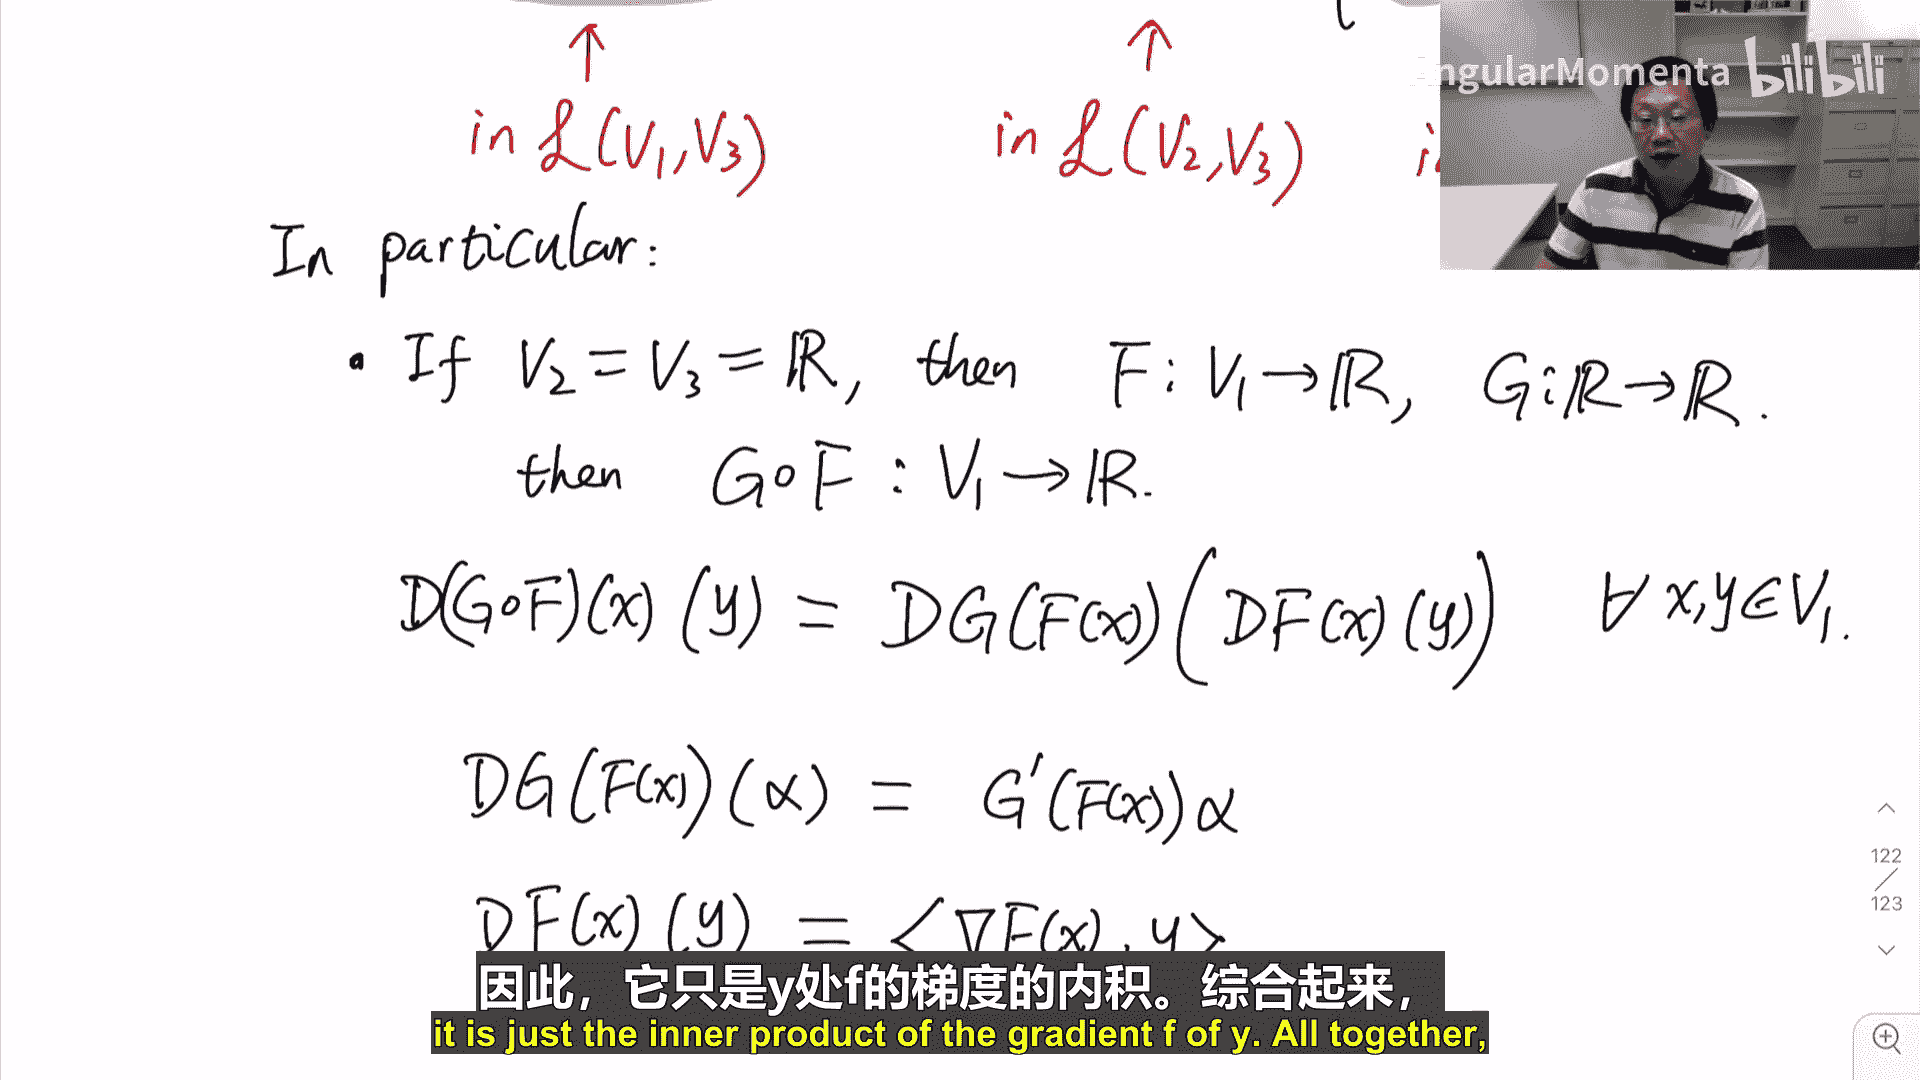 ngularMomenta bilibili
in ℒ(V₁,V₃) in ℒ(V₂,V₃)
In particular:
• If V₂ = V₃ = ℝ, then F: V₁→ℝ, G:ℝ→ℝ.
then G∘F : V₁→ℝ.
D(G∘F)(x)(y) = DG(F(x))(DF(x)(y)) ∀ x,y∈V₁.
DG(F(x))(α) = G′(F(x))α
DF(x)(y) = <∇F(x), y>
因此，它只是y处f的梯度的内积。综合起来，
it is just the inner product of the gradient f of y. All together,
122
123